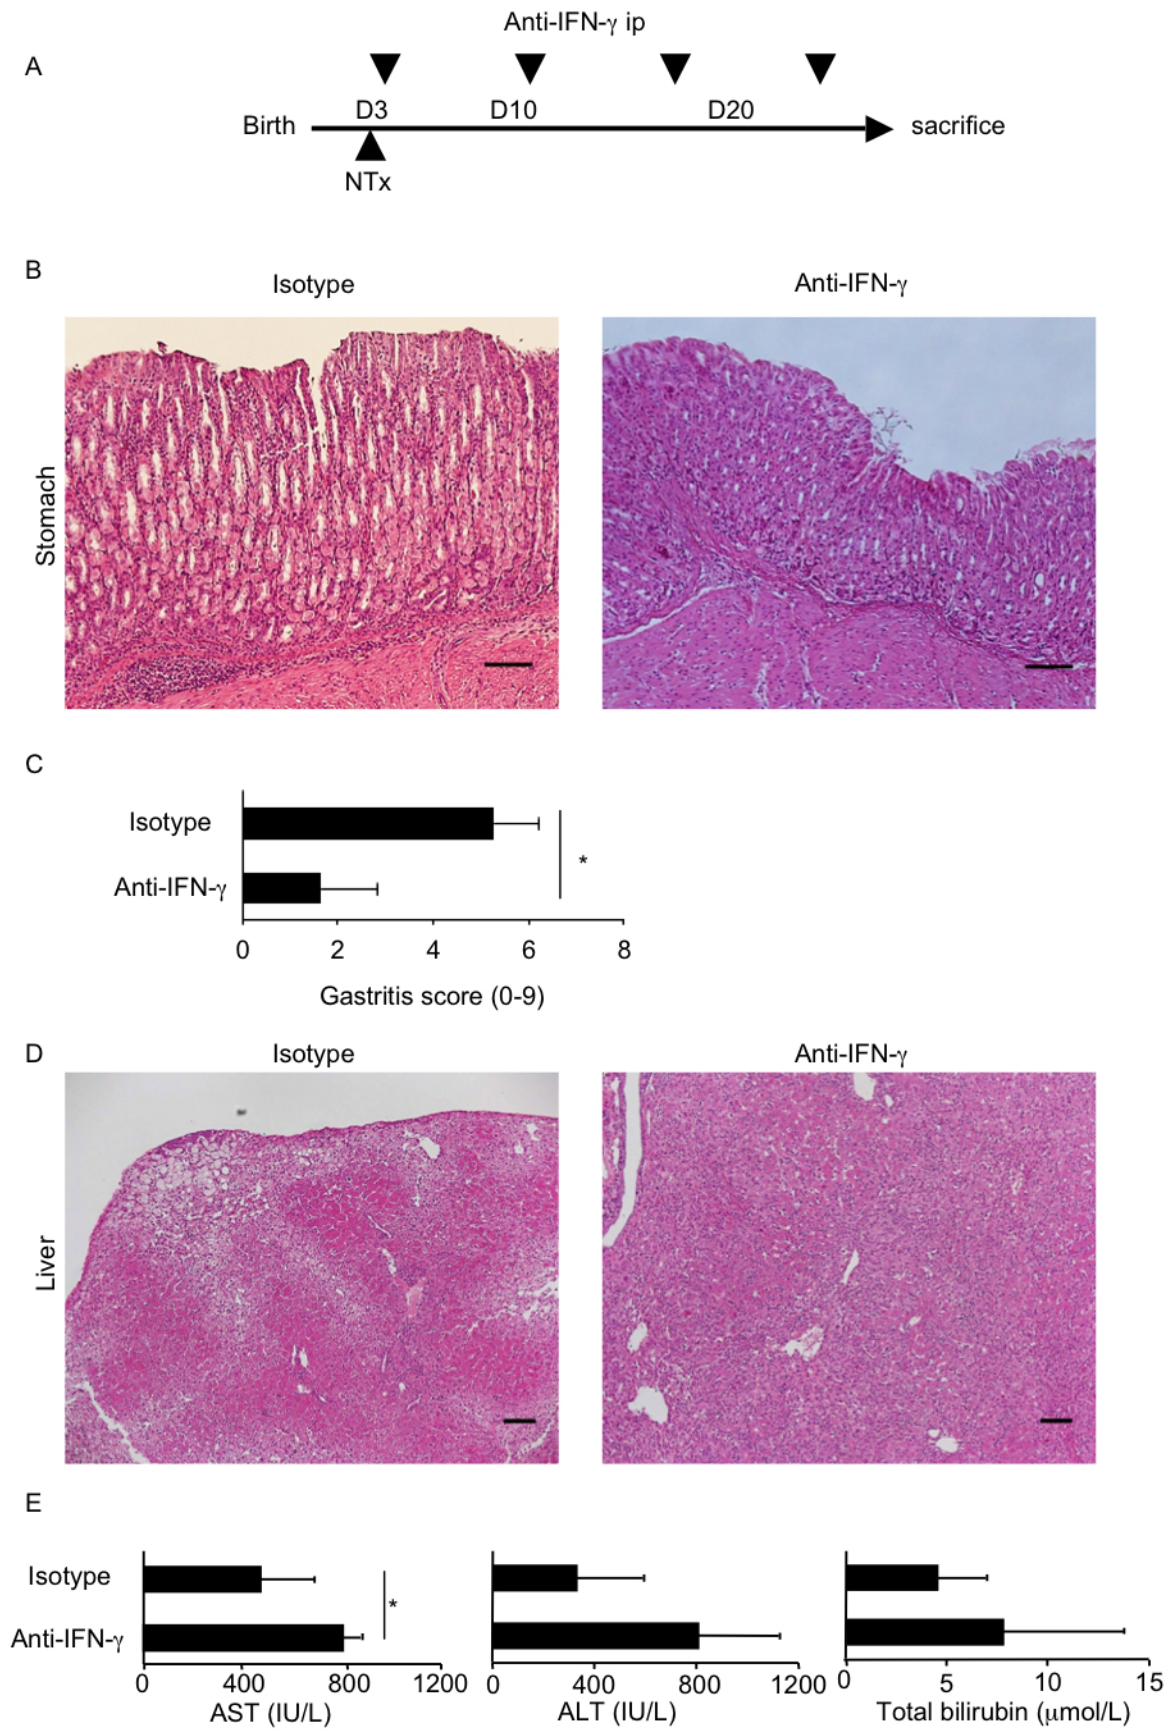 Anti-IFN-γ ip
A
D3 D10 D20
Birth sacrifice
NTx
B
Isotype Anti-IFN-γ
Stomach
C
Isotype
*
Anti-IFN-γ
0 2 4 6 8
Gastritis score (0-9)
D
Isotype Anti-IFN-γ
Liver
E
Isotype
*
Anti-IFN-γ
0 400 800 1200 0 400 800 1200 0 5 10 15
AST (IU/L) ALT (IU/L) Total bilirubin (μmol/L)